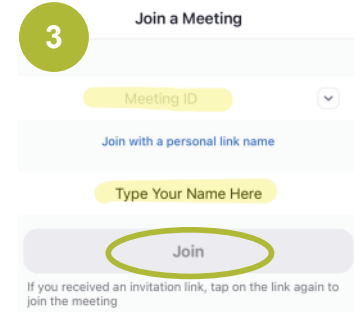 Join a Meeting
3
Meeting ID
Join with a personal link name
Type Your Name Here
Join
If you received an invitation link, tap on the link again to
join the meeting